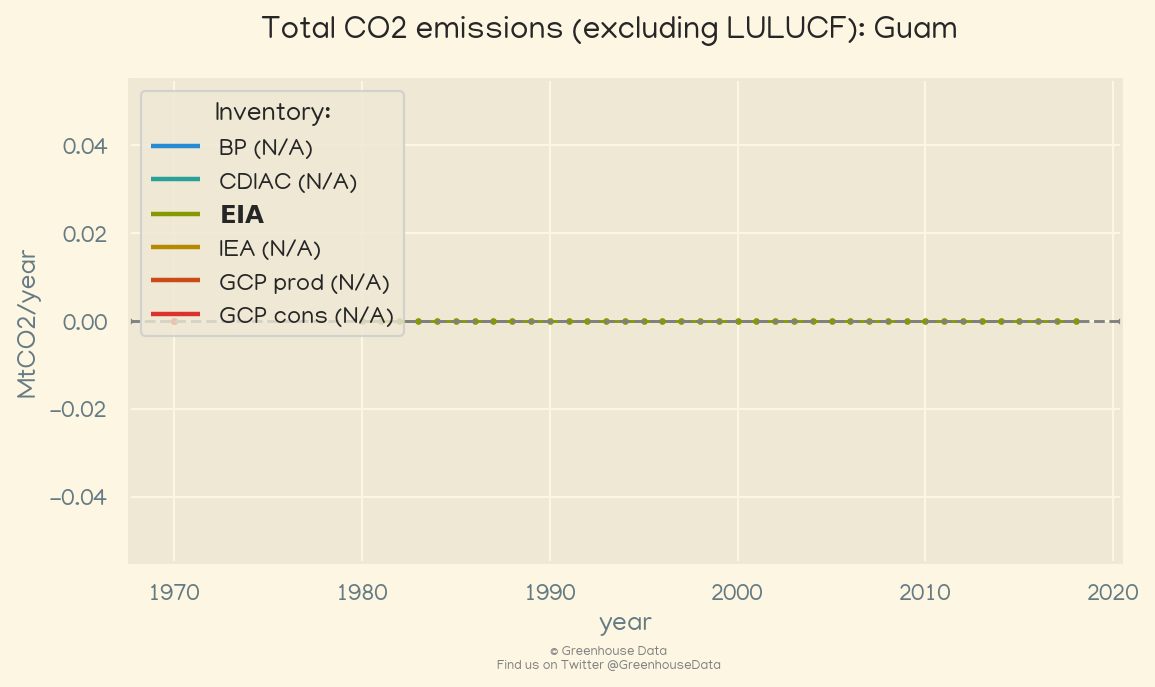 Total CO2 emissions (excluding LULUCF): Guam
Inventory:
BP (N/A)
CDIAC (N/A)
EIA
IEA (N/A)
GCP prod (N/A)
GCP cons (N/A)
0.04
0.02
0.00
−0.02
−0.04
MtCO2/year
1970 1980 1990 2000 2010 2020
year
© Greenhouse Data
Find us on Twitter @GreenhouseData